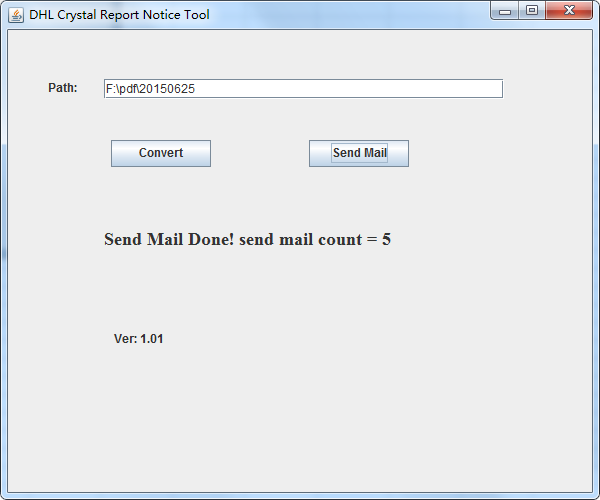 DHL Crystal Report Notice Tool
Path: F:\pdf\20150625
Convert Send Mail
Send Mail Done! send mail count = 5
Ver: 1.01